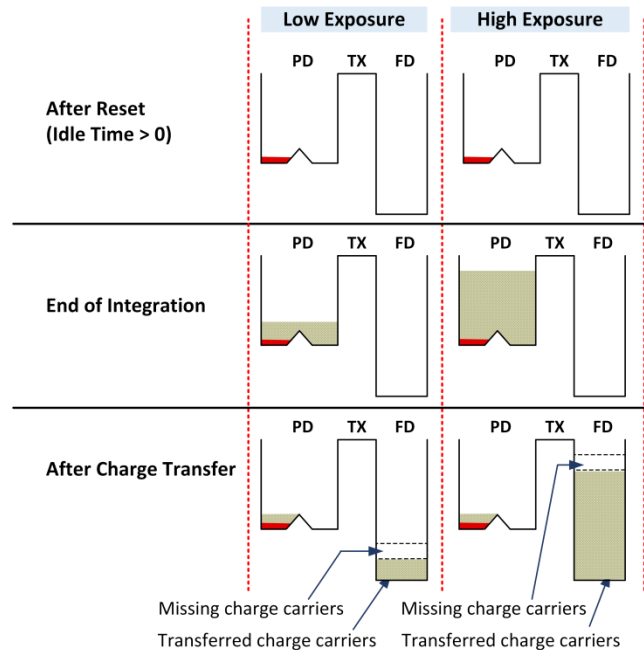 Low Exposure High Exposure
PD TX FD PD TX FD
After Reset
(Idle Time > 0)
PD TX FD PD TX FD
End of Integration
PD TX FD PD TX FD
After Charge Transfer
Missing charge carriers Missing charge carriers
Transferred charge carriers Transferred charge carriers